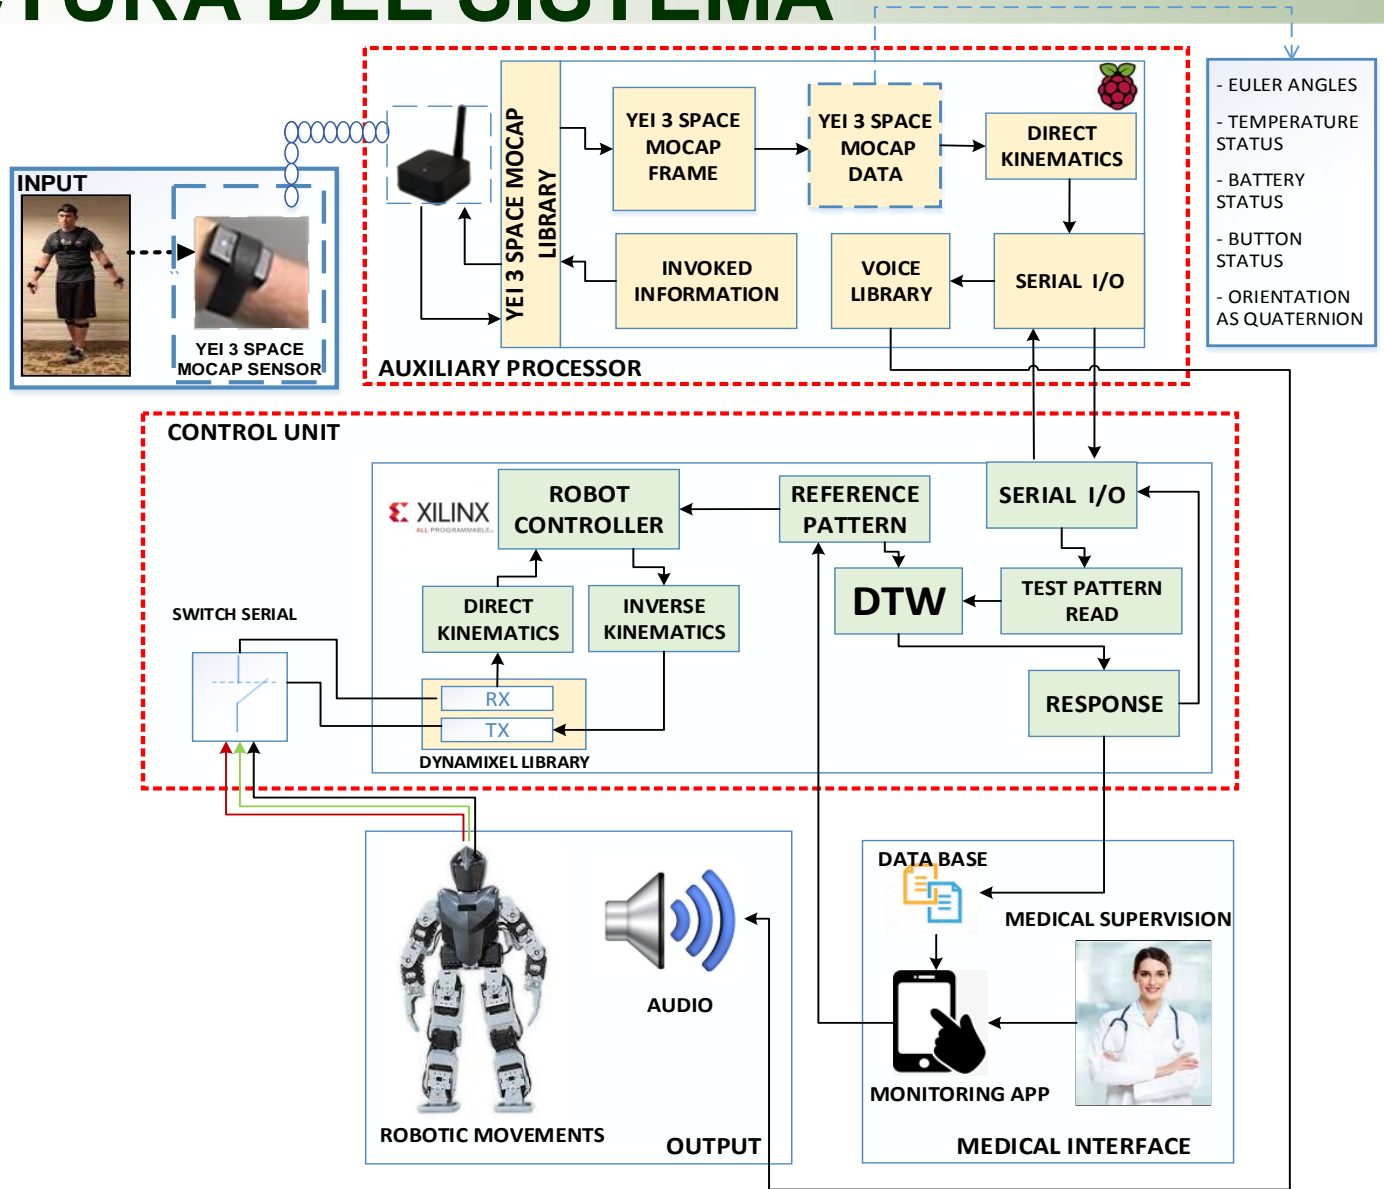 CTURA DEL SISTEMA
- EULER ANGLES
- TEMPERATURE
STATUS
- BATTERY
STATUS
- BUTTON
STATUS
- ORIENTATION
AS QUATERNION
INPUT
YEI 3 SPACE
MOCAP SENSOR
YEI 3 SPACE MOCAP
LIBRARY
YEI 3 SPACE
MOCAP
FRAME
YEI 3 SPACE
MOCAP
DATA
DIRECT
KINEMATICS
INVOKED
INFORMATION
VOICE
LIBRARY
SERIAL I/O
AUXILIARY PROCESSOR
CONTROL UNIT
XILINX
ALL PROGRAMMABLE
ROBOT
CONTROLLER
REFERENCE
PATTERN
SERIAL I/O
DIRECT
KINEMATICS
INVERSE
KINEMATICS
DTW
TEST PATTERN
READ
SWITCH SERIAL
RX
TX
DYNAMIXEL LIBRARY
RESPONSE
DATA BASE
MEDICAL SUPERVISION
AUDIO
MONITORING APP
ROBOTIC MOVEMENTS
OUTPUT
MEDICAL INTERFACE